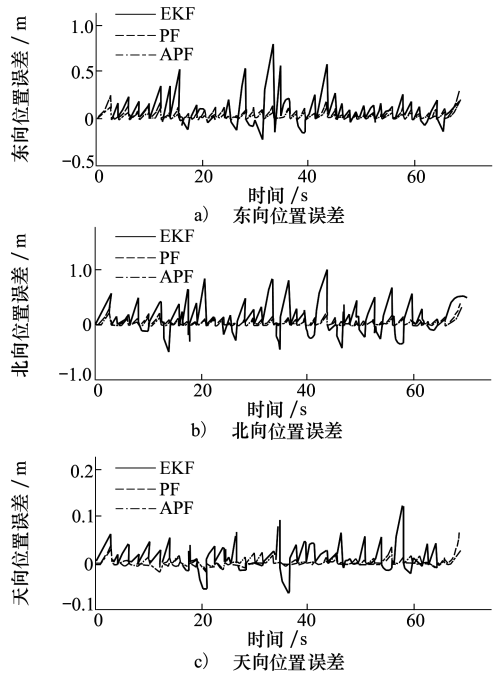 东向位置误差 / m
1.0
0.5
0
−0.5
EKF
PF
APF
0 20 40 60
时间 /s
a) 东向位置误差
北向位置误差 / m
1.0
0
−1.0
EKF
PF
APF
0 20 40 60
时间 /s
b) 北向位置误差
天向位置误差 / m
0.2
0.1
0
−0.1
EKF
PF
APF
0 20 40 60
时间 /s
c) 天向位置误差